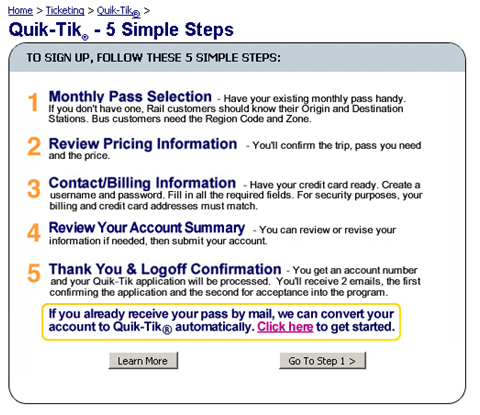 Home > Ticketing > Quik-Tik® >
Quik-Tik® - 5 Simple Steps
TO SIGN UP, FOLLOW THESE 5 SIMPLE STEPS:
1 Monthly Pass Selection - Have your existing monthly pass handy.
If you don't have one, Rail customers should know their Origin and Destination
Stations. Bus customers need the Region Code and Zone.
2 Review Pricing Information - You'll confirm the trip, pass you need
and the price.
3 Contact/Billing Information - Have your credit card ready. Create a
username and password. Fill in all the required fields. For security purposes, your
billing and credit card addresses must match.
4 Review Your Account Summary - You can review or revise your
information if needed, then submit your account.
5 Thank You & Logoff Confirmation - You get an account number
and your Quik-Tik application will be processed. You'll receive 2 emails, the first
confirming the application and the second for acceptance into the program.
If you already receive your pass by mail, we can convert your
account to Quik-Tik® automatically. Click here to get started.
Learn More
Go To Step 1 >